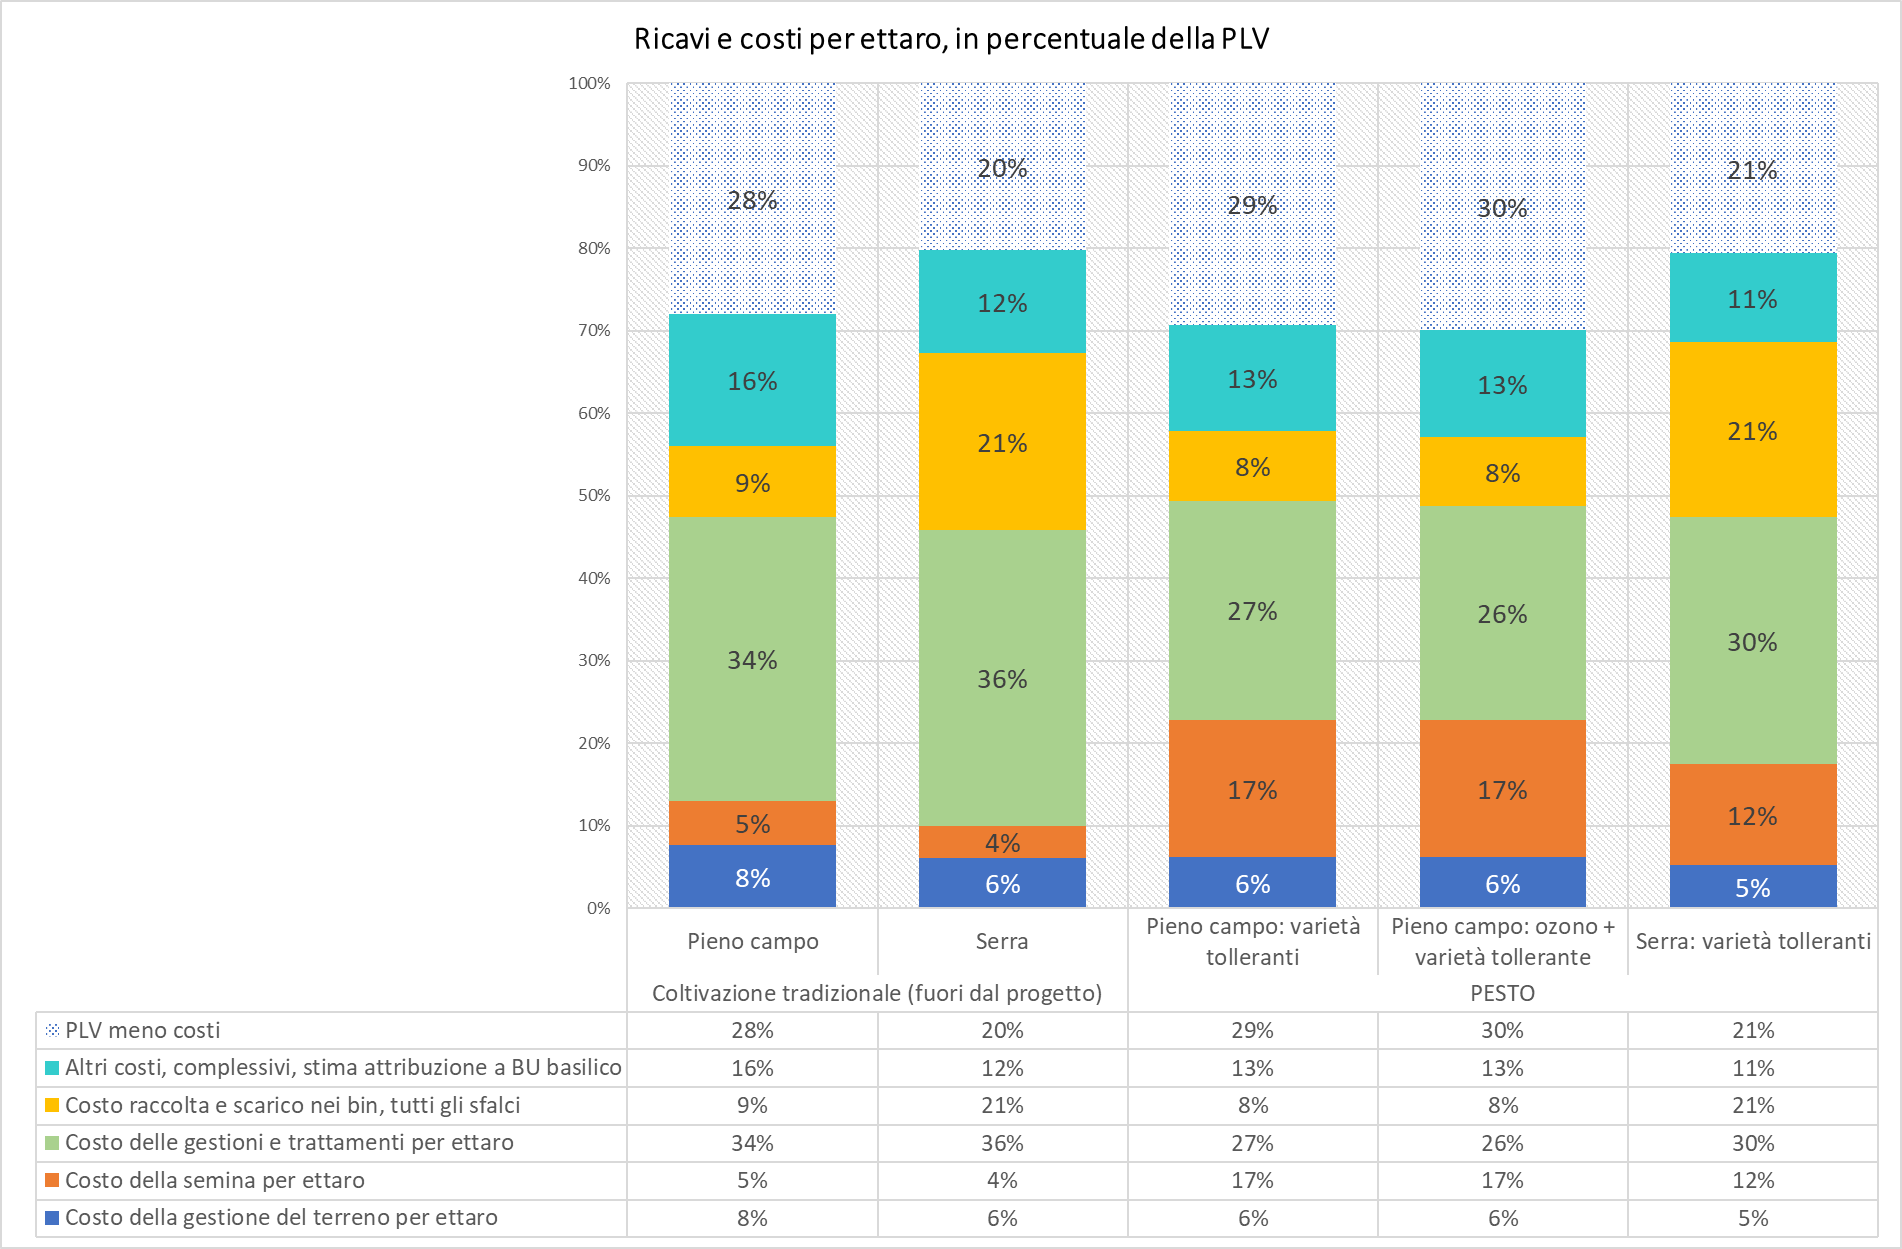 Ricavi e costi per ettaro, in percentuale della PLV
100%
90%
80%
70%
60%
50%
40%
30%
20%
10%
0%
28%
20%
29%
30%
21%
16%
12%
13%
13%
11%
9%
21%
8%
8%
21%
34%
36%
27%
26%
30%
5%
4%
17%
17%
12%
8%
6%
6%
6%
5%
Pieno campo
Serra
Pieno campo: varietà
tolleranti
Pieno campo: ozono +
varietà tollerante
Serra: varietà tolleranti
Coltivazione tradizionale (fuori dal progetto)
PESTO
PLV meno costi 28% 20% 29% 30% 21%
Altri costi, complessivi, stima attribuzione a BU basilico 16% 12% 13% 13% 11%
Costo raccolta e scarico nei bin, tutti gli sfalci 9% 21% 8% 8% 21%
Costo delle gestioni e trattamenti per ettaro 34% 36% 27% 26% 30%
Costo della semina per ettaro 5% 4% 17% 17% 12%
Costo della gestione del terreno per ettaro 8% 6% 6% 6% 5%